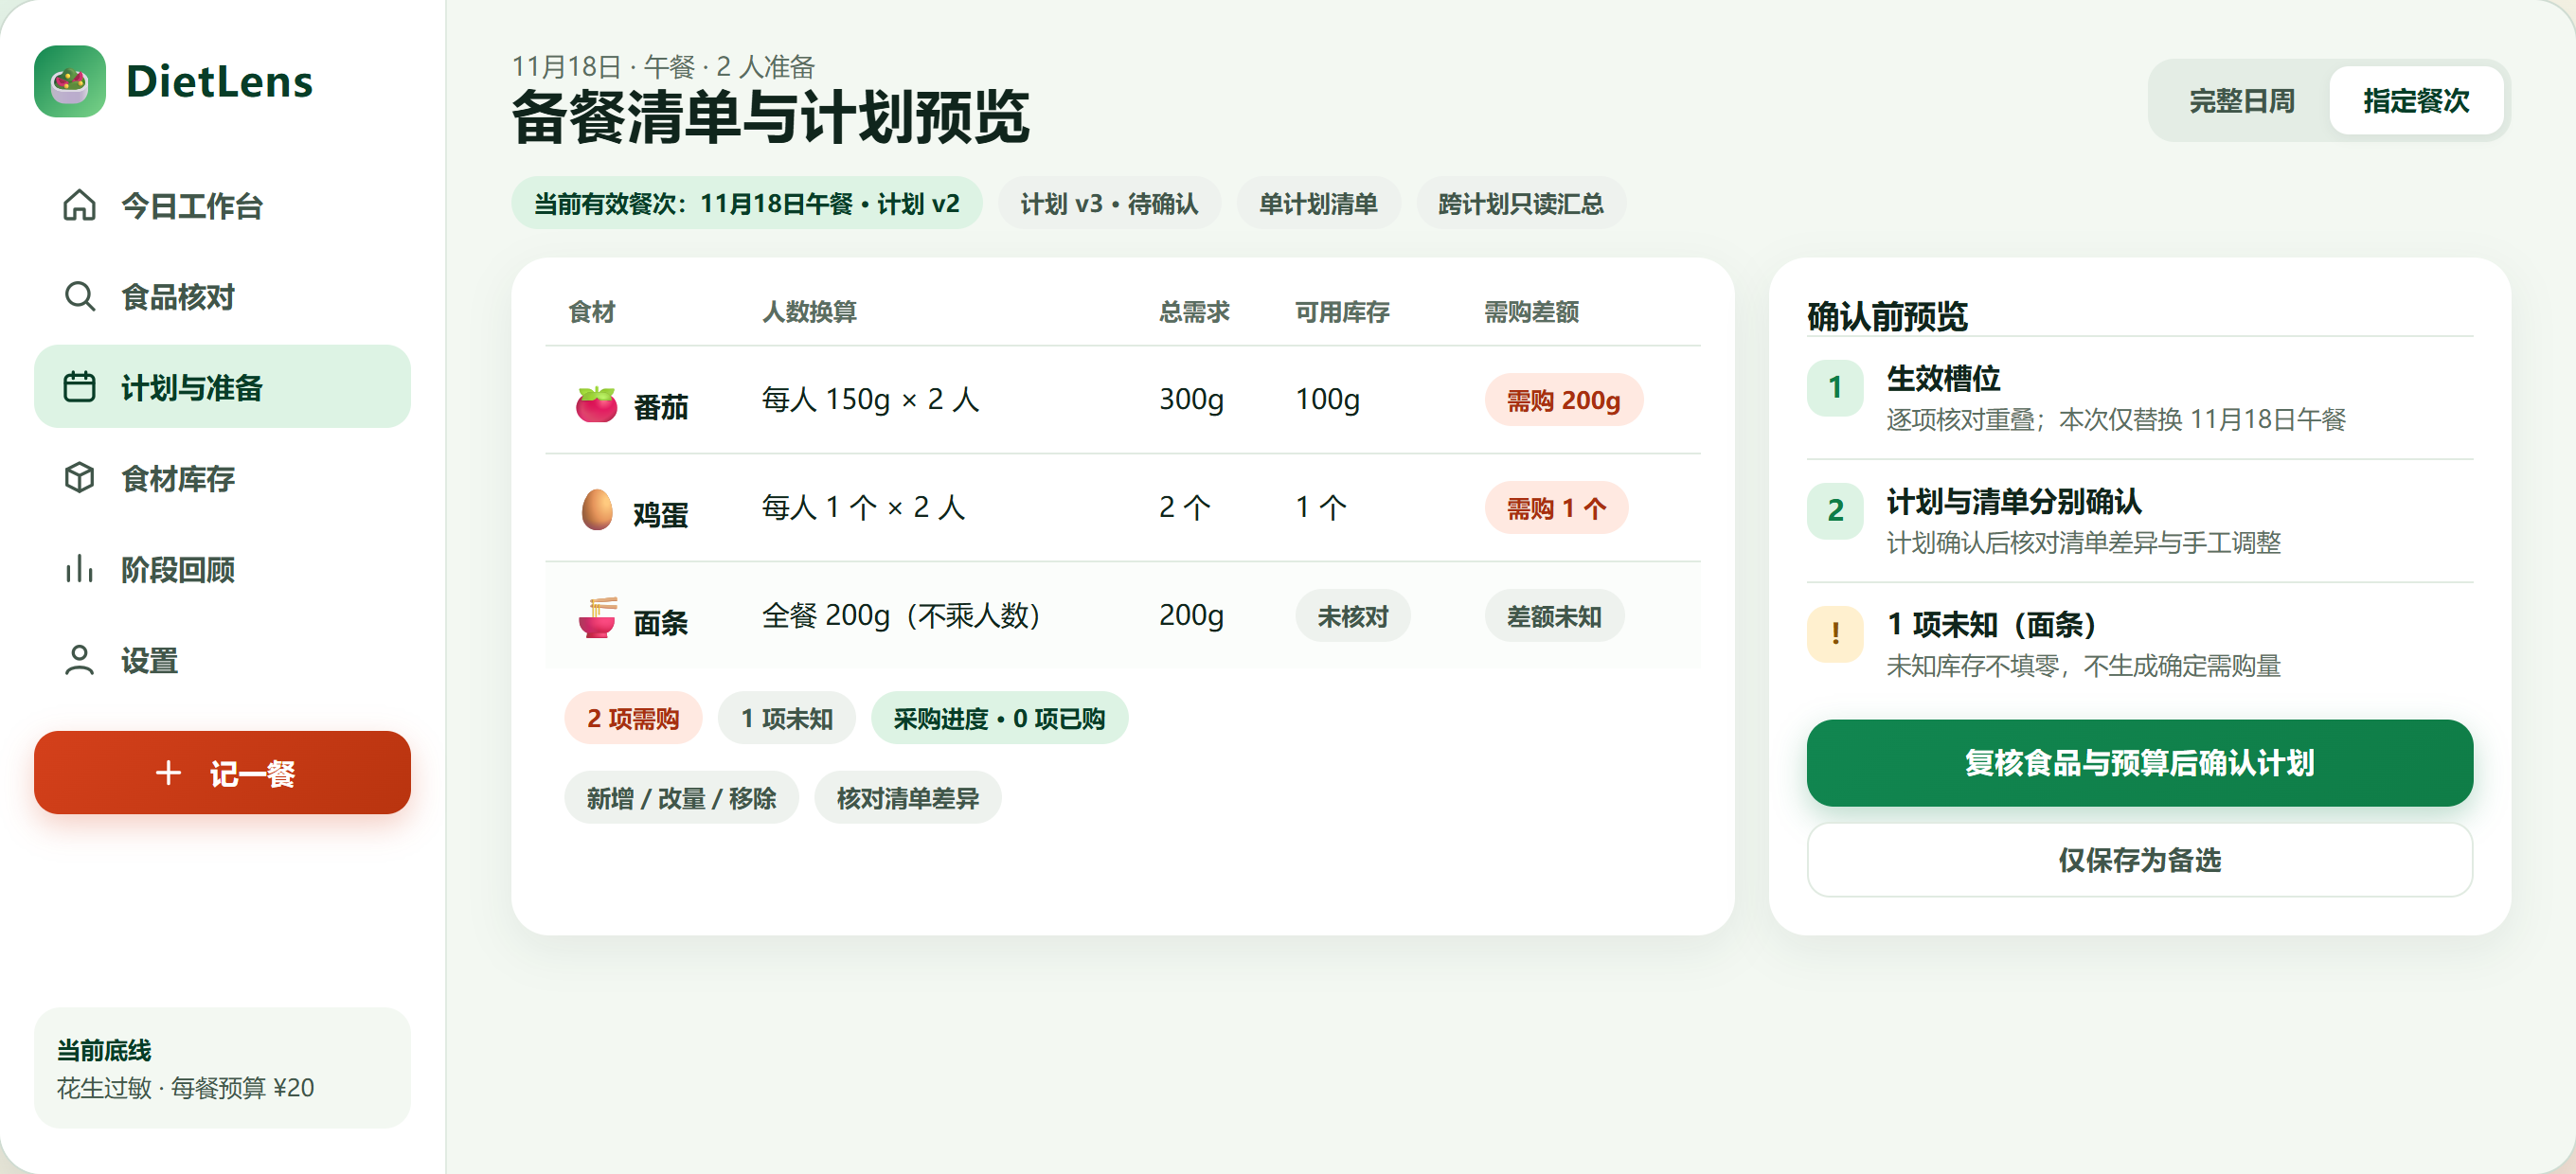 DietLens
今日工作台
食品核对
计划与准备
食材库存
阶段回顾
设置
+ 记一餐
当前底线
花生过敏 · 每餐预算 ¥20
11月18日 · 午餐 · 2 人准备
备餐清单与计划预览
完整日周
指定餐次
当前有效餐次：11月18日午餐 • 计划 v2
计划 v3 • 待确认
单计划清单
跨计划只读汇总
食材 人数换算 总需求 可用库存 需购差额
番茄 每人 150g × 2 人 300g 100g 需购 200g
鸡蛋 每人 1 个 × 2 人 2 个 1 个 需购 1 个
面条 全餐 200g（不乘人数） 200g 未核对 差额未知
2 项需购 1 项未知 采购进度 • 0 项已购
新增 / 改量 / 移除 核对清单差异
确认前预览
1 生效槽位
逐项核对重叠；本次仅替换 11月18日午餐
2 计划与清单分别确认
计划确认后核对清单差异与手工调整
! 1 项未知（面条）
未知库存不填零，不生成确定需购量
复核食品与预算后确认计划
仅保存为备选